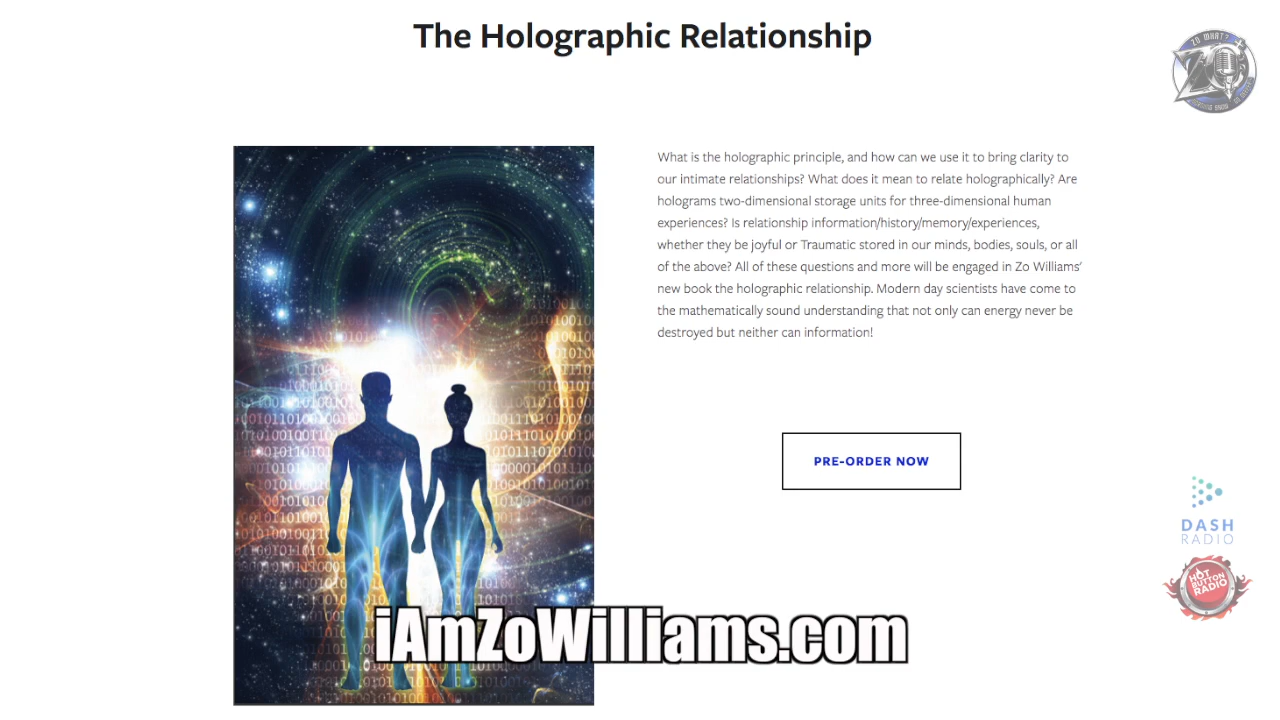 The Holographic Relationship
ZO WHAT?
ZO
What is the holographic principle, and how can we use it to bring clarity to
our intimate relationships? What does it mean to relate holographically? Are
holograms two-dimensional storage units for three-dimensional human
experiences? Is relationship information/history/memory/experiences,
whether they be joyful or Traumatic stored in our minds, bodies, souls, or all
of the above? All of these questions and more will be engaged in Zo Williams'
new book the holographic relationship. Modern day scientists have come to
the mathematically sound understanding that not only can energy never be
destroyed but neither can information!
PRE-ORDER NOW
DASH
RADIO
HOT
BUTTON
RADIO
iAmZoWilliams.com